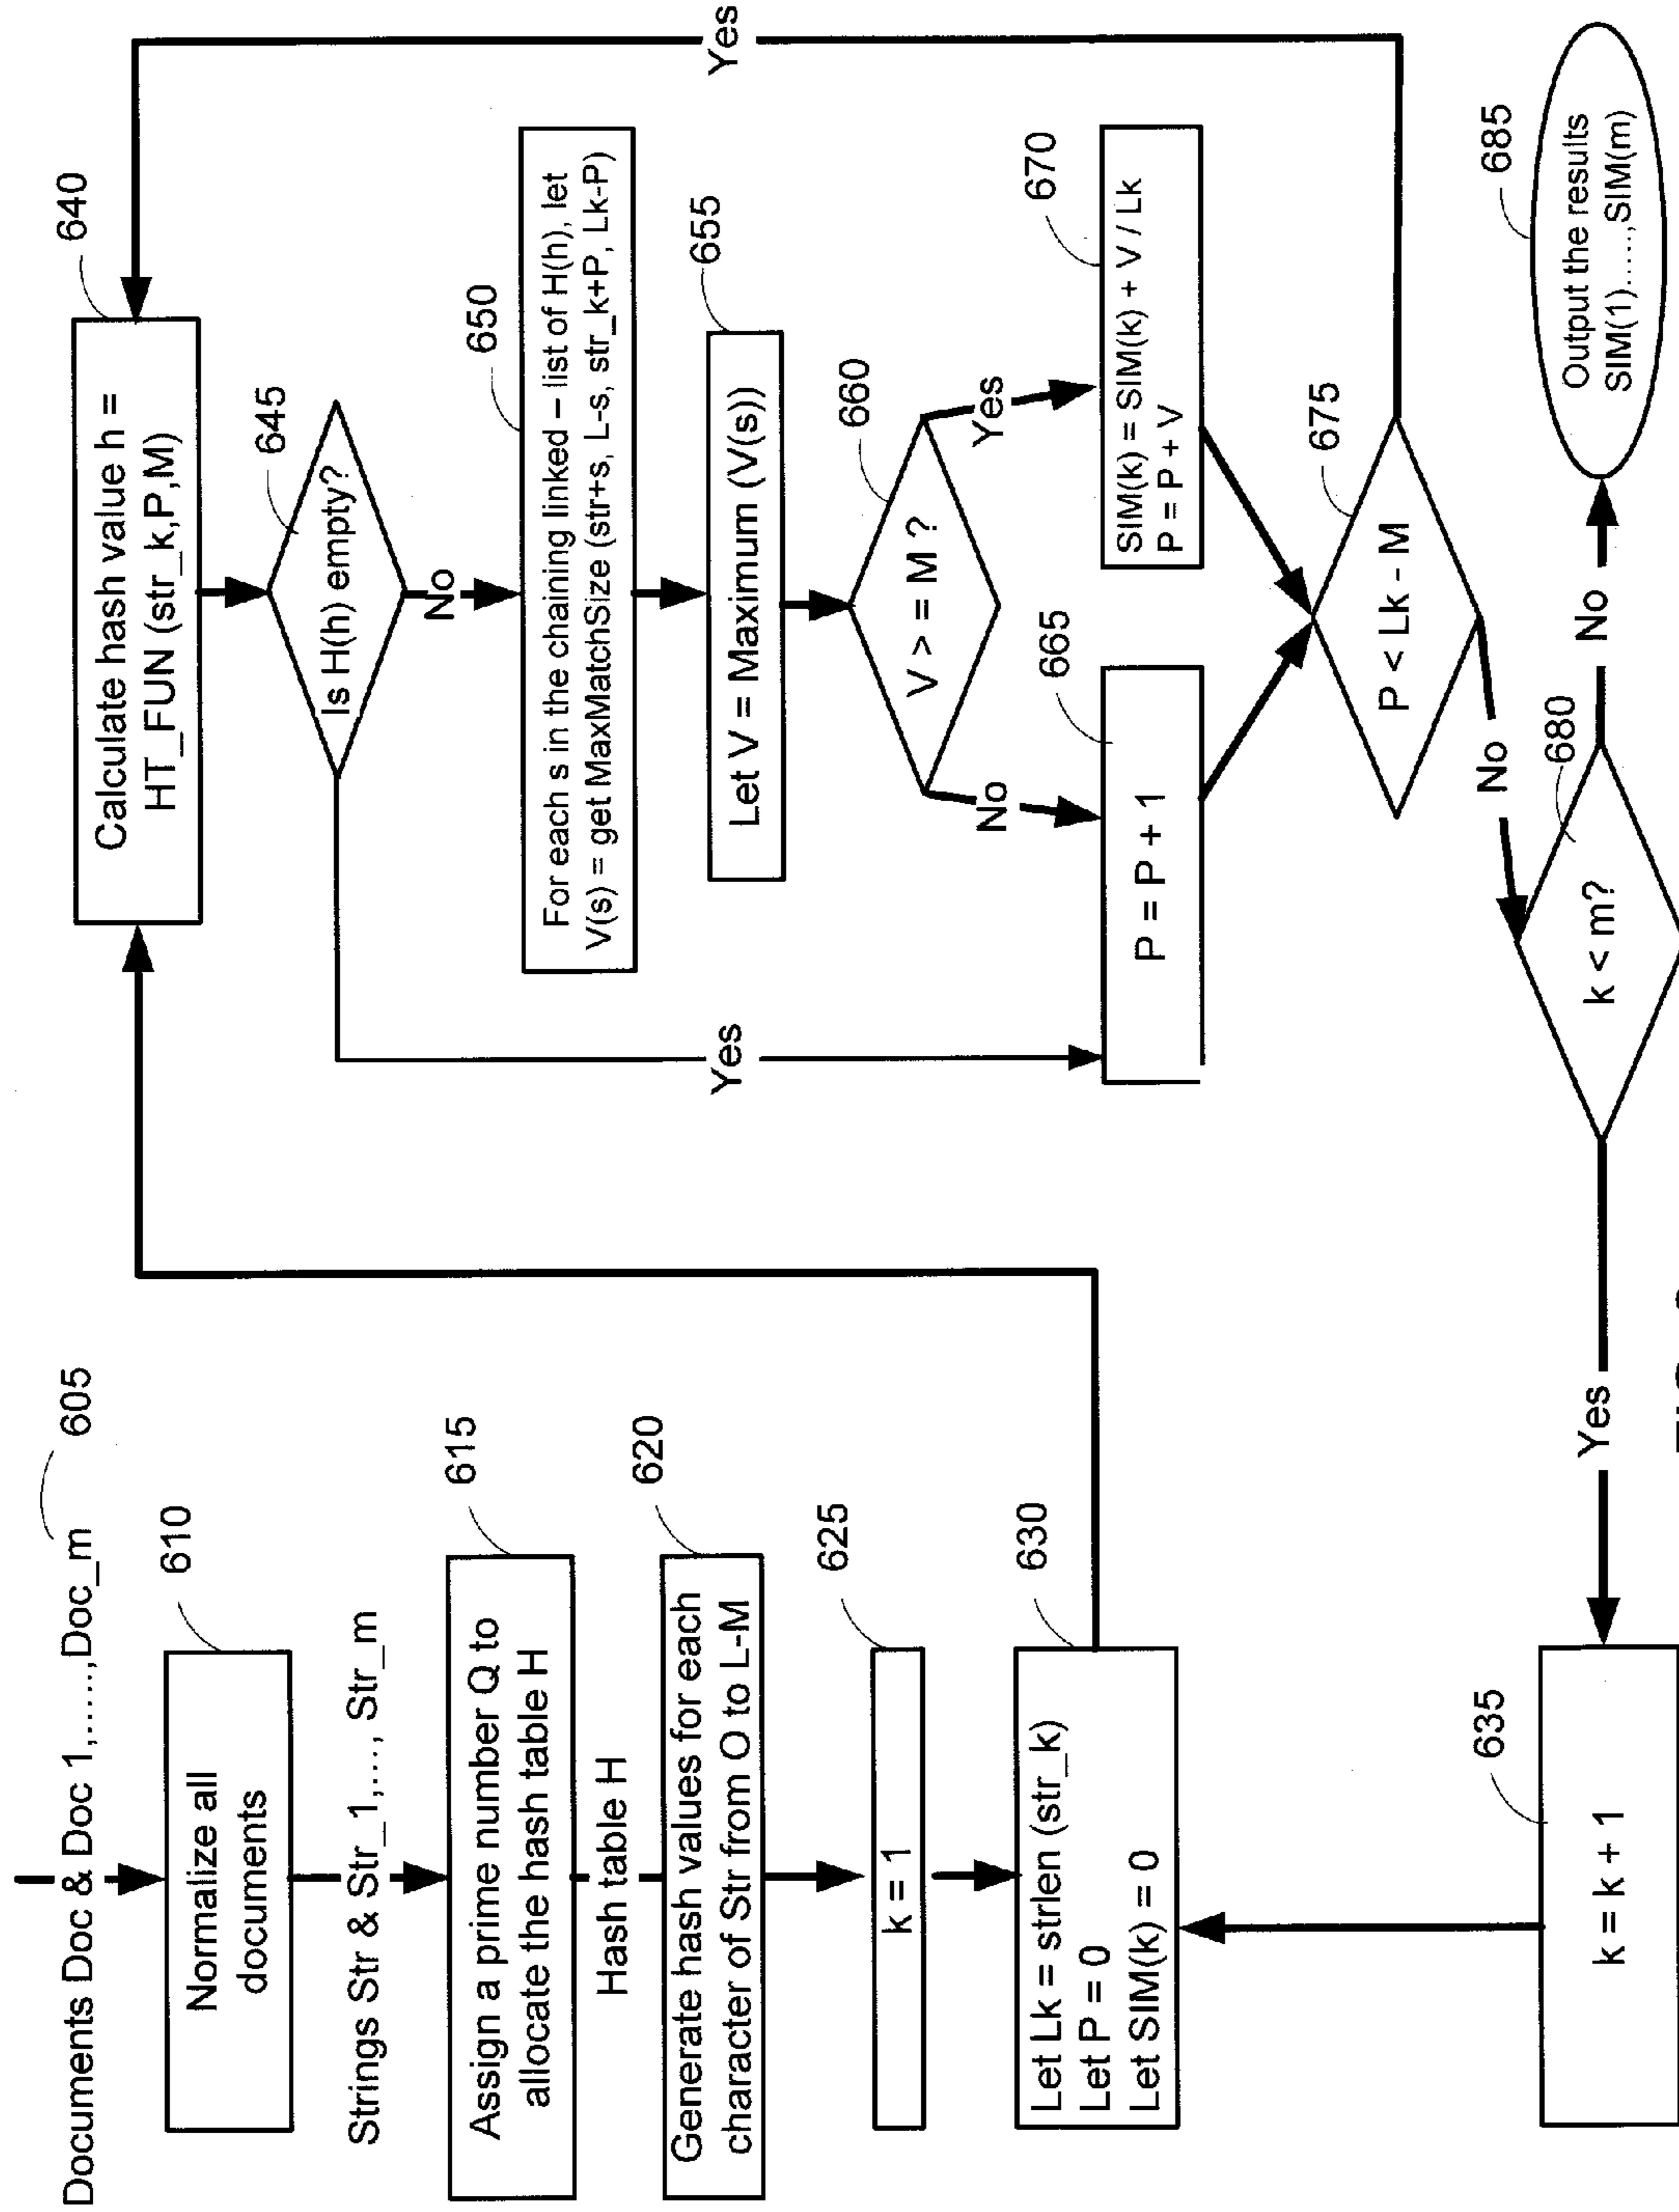 Documents Doc & Doc 1,.....,Doc_m
605
Normalize all
documents
610
Strings Str & Str_1,..., Str_m
Assign a prime number Q to
allocate the hash table H
615
Hash table H
Generate hash values for each
character of Str from O to L-M
620
k = 1
625
Let Lk = strlen (str_k)
Let P = 0
Let SIM(k) = 0
630
k = k + 1
635
Calculate hash value h =
HT_FUN (str_k,P,M)
640
Is H(h) empty?
645
Yes
No
For each s in the chaining linked – list of H(h), let
V(s) = get MaxMatchSize (str+s, L-s, str_k+P, Lk-P)
650
Let V = Maximum (V(s))
655
V > = M ?
660
No
Yes
P = P + 1
665
SIM(k) = SIM(k) + V / Lk
P = P + V
670
P < Lk - M
675
Yes
No
k < m?
680
Yes
No
Output the results
SIM(1).....,SIM(m)
685